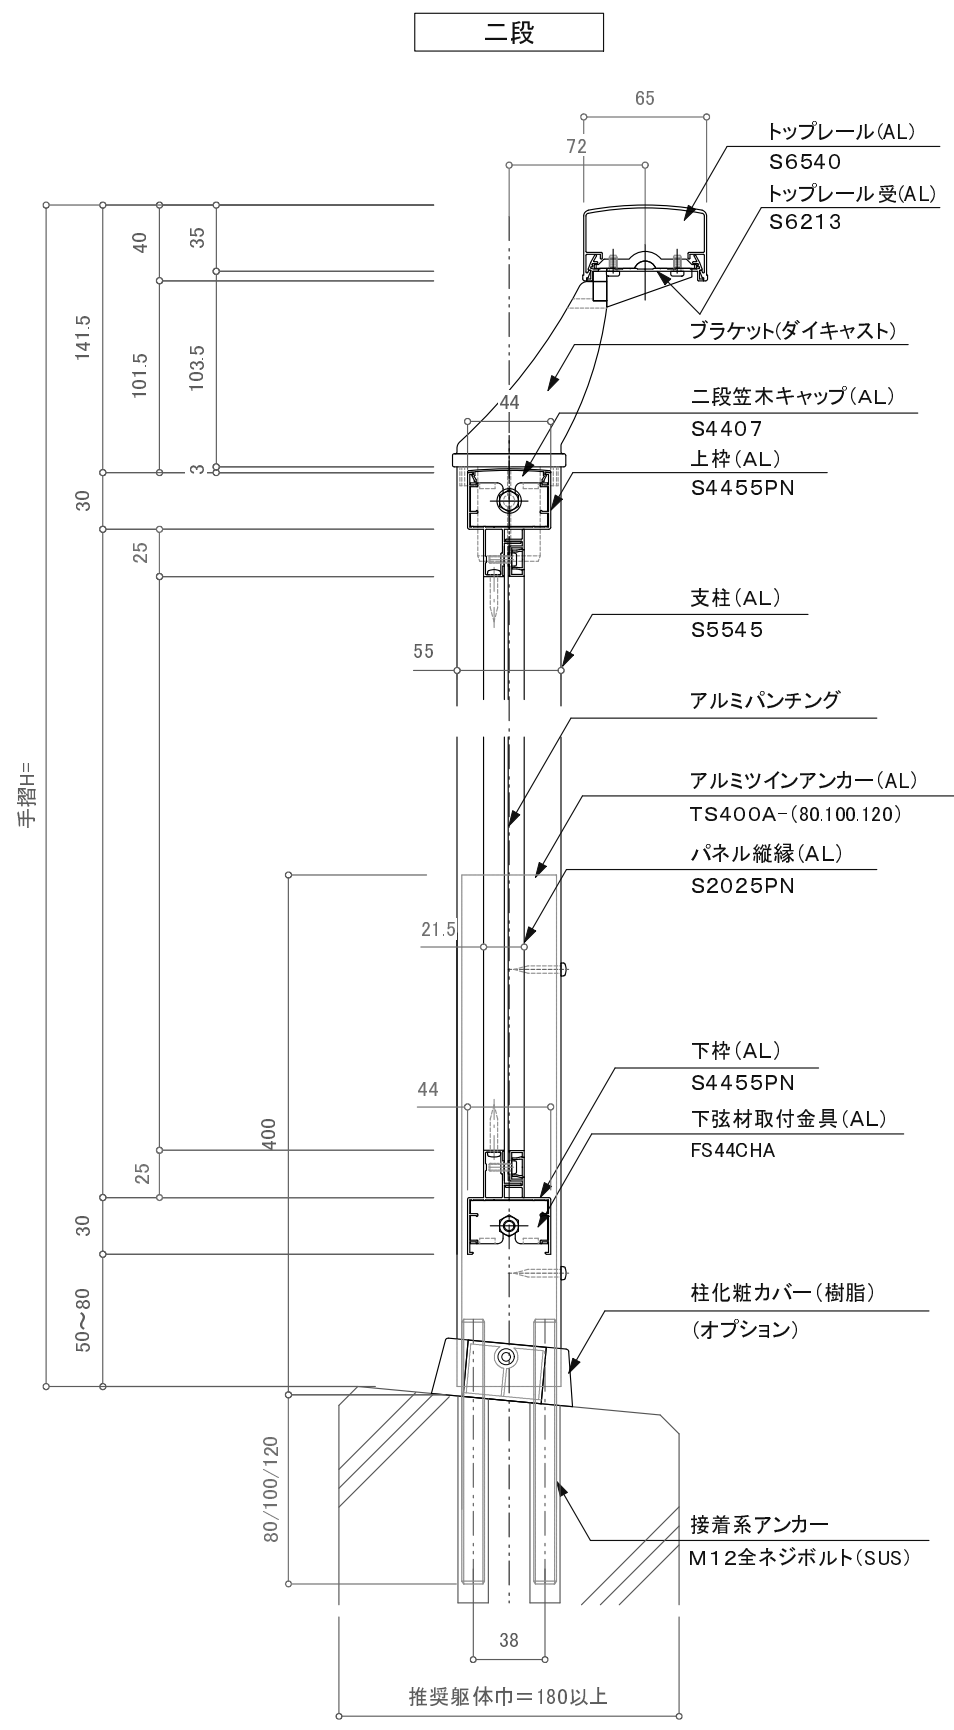 二段
65
72
トップレール(AL)
S6540
トップレール受(AL)
S6213
40
35
141.5
101.5
103.5
ブラケット(ダイキャスト)
44
二段笠木キャップ(AL)
S4407
上枠(AL)
S4455PN
3
30
25
支柱(AL)
S5545
55
アルミパンチング
手摺H=
アルミツインアンカー(AL)
TS400A-(80.100.120)
パネル縦縁(AL)
S2025PN
21.5
下枠(AL)
S4455PN
44
下弦材取付金具(AL)
FS44CHA
400
25
30
50~80
柱化粧カバー(樹脂)
(オプション)
80/100/120
接着系アンカー
M12全ネジボルト(SUS)
38
推奨躯体巾=180以上